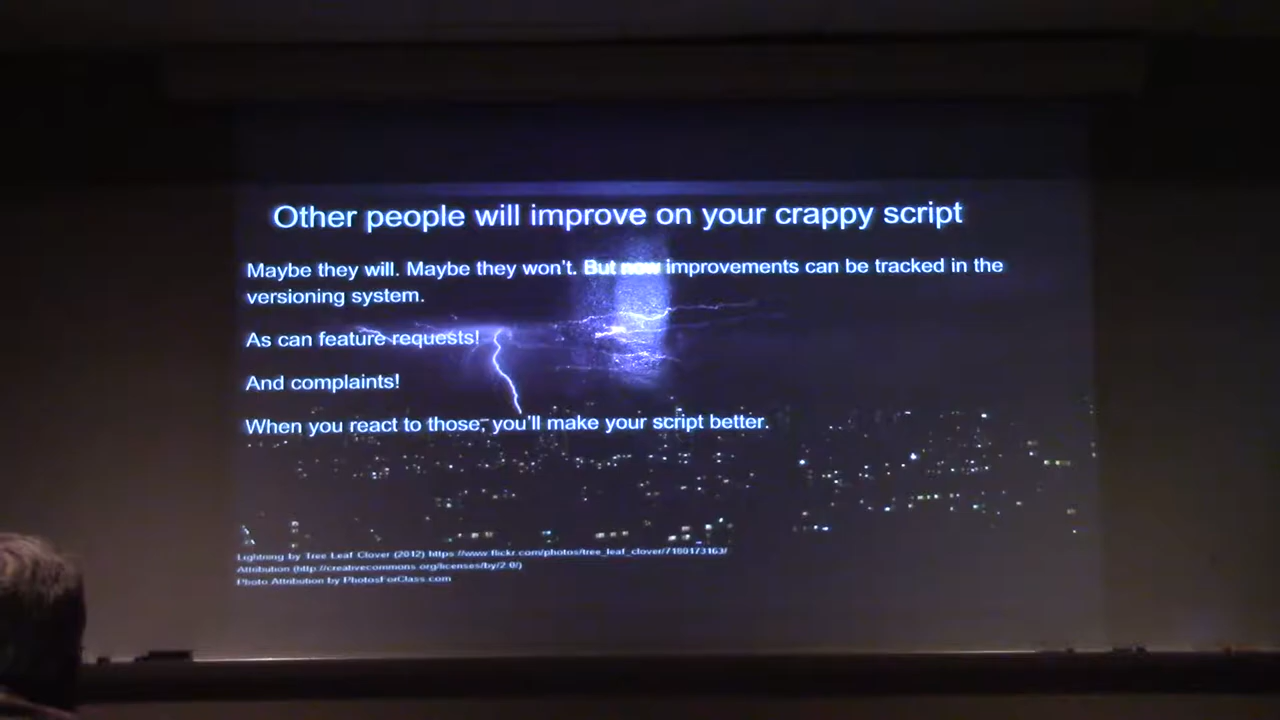 Other people will improve on your crappy script
Maybe they will. Maybe they won't. But now improvements can be tracked in the
versioning system.
As can feature requests!
And complaints!
When you react to those, you'll make your script better.
Lightning by Tree Leaf Clover (2012) https://www.flickr.com/photos/tree_leaf_clover/7180173163/
Attribution (http://creativecommons.org/licenses/by/2.0/)
Photo Attribution by PhotosForClass.com